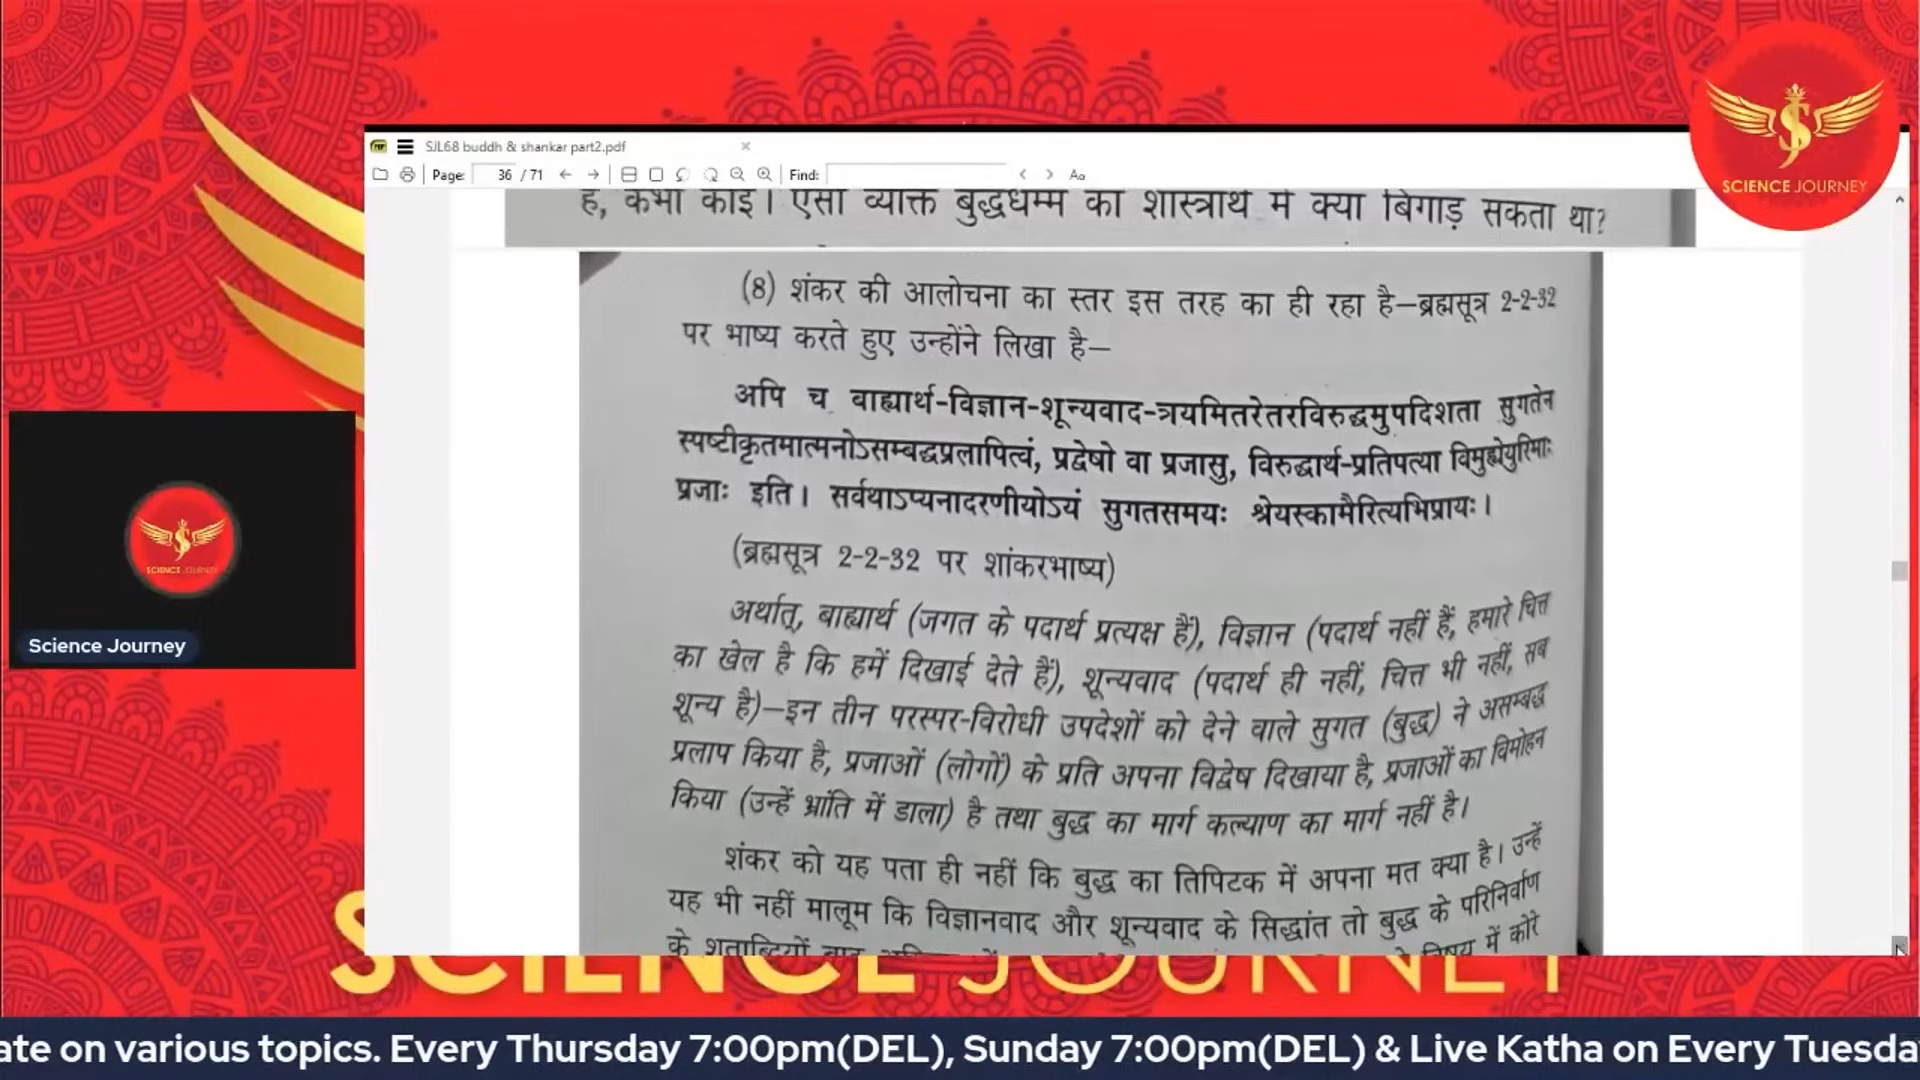 SJL68 buddh & shankar part2.pdf
Page: 36 / 71 Find: Aa
SCIENCE JOURNEY
है, कभी कोई। ऐसा व्यक्ति बुद्धधम्म का शास्त्रार्थ में क्या बिगाड़ सकता था?
(8) शंकर की आलोचना का स्तर इस तरह का ही रहा है—ब्रह्मसूत्र 2-2-32
पर भाष्य करते हुए उन्होंने लिखा है—
अपि च बाह्यार्थ-विज्ञान-शून्यवाद-त्रयमितरेतरविरुद्धमुपदिशता सुगतेन
स्पष्टीकृतमात्मनोऽसम्बद्धप्रलापित्वं, प्रद्वेषो वा प्रजासु, विरुद्धार्थ-प्रतिपत्या विमुह्येयुरिमाः
प्रजाः इति। सर्वथाऽप्यनादरणीयोऽयं सुगतसमयः श्रेयस्कामैरित्यभिप्रायः।
(ब्रह्मसूत्र 2-2-32 पर शांकरभाष्य)
अर्थात्, बाह्यार्थ (जगत के पदार्थ प्रत्यक्ष हैं), विज्ञान (पदार्थ नहीं हैं, हमारे चित्त
का खेल है कि हमें दिखाई देते हैं), शून्यवाद (पदार्थ ही नहीं, चित्त भी नहीं, सब
शून्य है)—इन तीन परस्पर-विरोधी उपदेशों को देने वाले सुगत (बुद्ध) ने असम्बद्ध
प्रलाप किया है, प्रजाओं (लोगों) के प्रति अपना विद्वेष दिखाया है, प्रजाओं का विमोहन
किया (उन्हें भ्रांति में डाला) है तथा बुद्ध का मार्ग कल्याण का मार्ग नहीं है।
शंकर को यह पता ही नहीं कि बुद्ध का तिपिटक में अपना मत क्या है। उन्हें
यह भी नहीं मालूम कि विज्ञानवाद और शून्यवाद के सिद्धांत तो बुद्ध के परिनिर्वाण
के शताब्दियों बाद विषय में कोरे
SCIENCE JOURNEY
Science Journey
SCIENCE JOURNEY
ate on various topics. Every Thursday 7:00pm(DEL), Sunday 7:00pm(DEL) & Live Katha on Every Tuesda